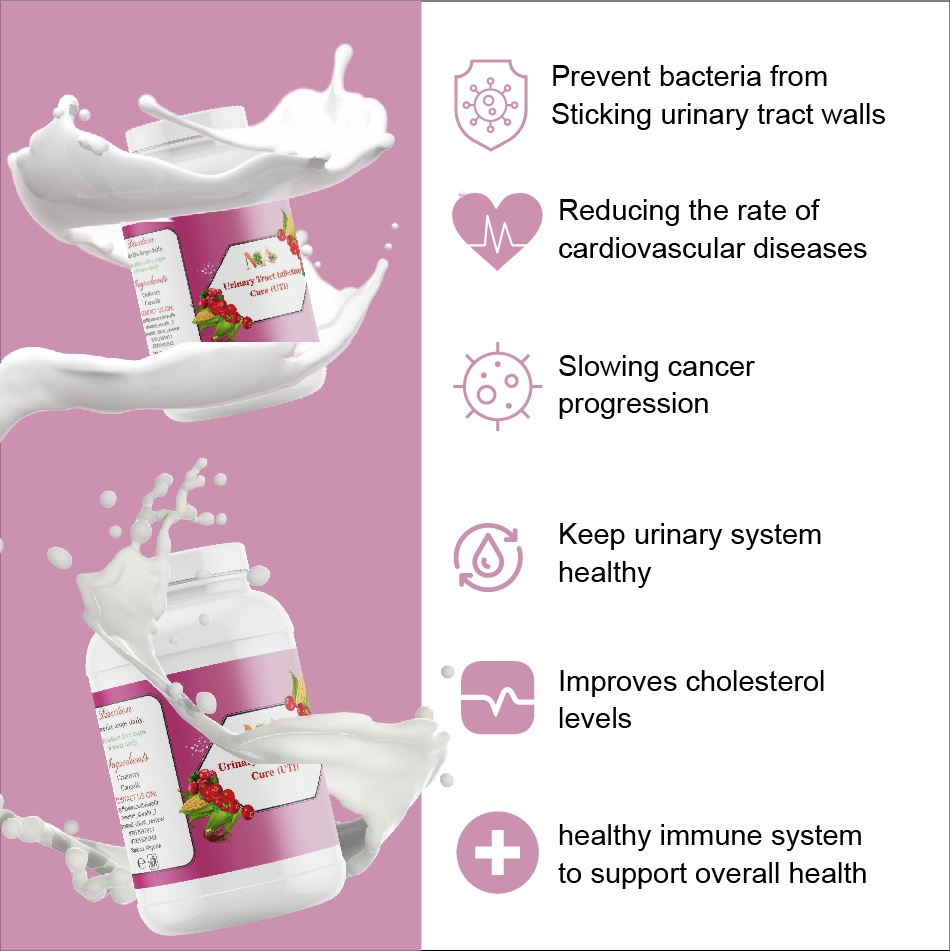 Prevent bacteria from
Sticking urinary tract walls
Reducing the rate of
cardiovascular diseases
Slowing cancer
progression
Keep urinary system
healthy
Improves cholesterol
levels
healthy immune system
to support overall health
Direction
Ingredients
Cranberry
CONTACT US ON:
Urinary Tract Infection
Cure (UTI)
Direction
Ingredients
Cranberry
CONTACT US ON:
Cure (UTI)